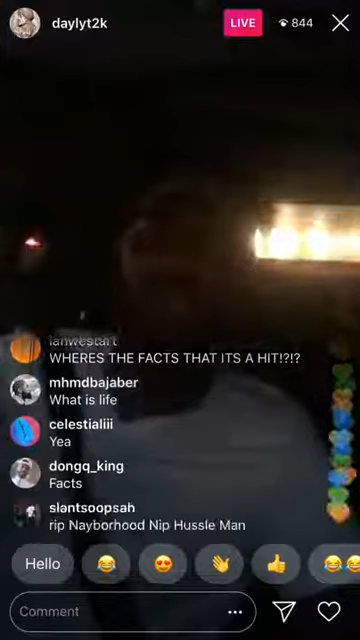 daylyt2k
LIVE
844
lanwestart
WHERES THE FACTS THAT ITS A HIT!?!?
mhmdbajaber
What is life
celestialiii
Yea
dongq_king
Facts
slantsoopsah
rip Nayborhood Nip Hussle Man
Hello
Comment